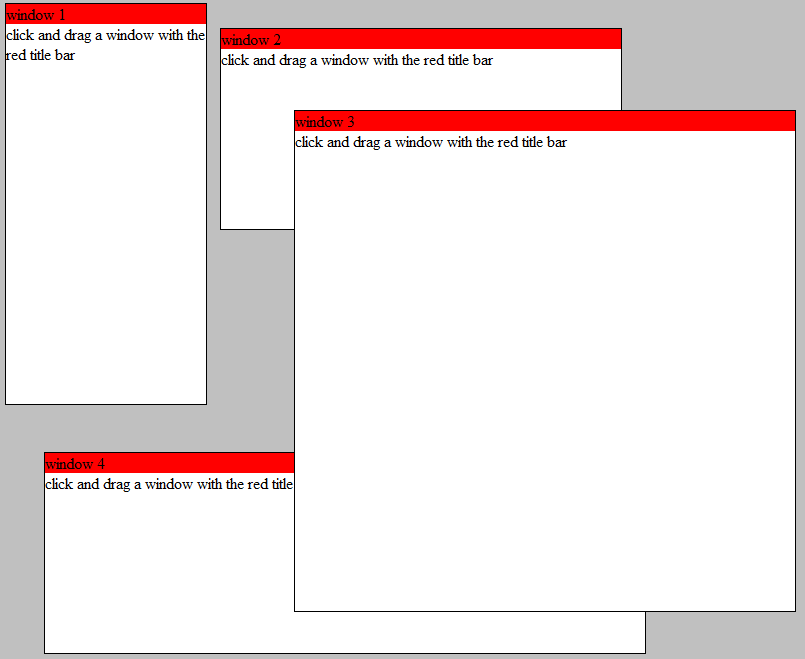 window 1
click and drag a window with the
red title bar
window 2
click and drag a window with the red title bar
window 3
click and drag a window with the red title bar
window 4
click and drag a window with the red title